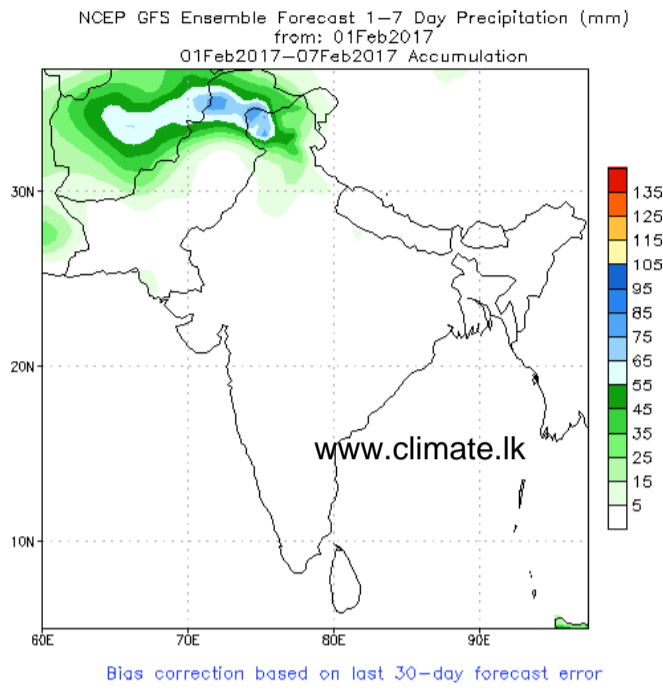 NCEP GFS Ensemble Forecast 1–7 Day Precipitation (mm)
from: 01Feb2017
01Feb2017–07Feb2017 Accumulation
30N
20N
10N
60E
70E
80E
90E
www.climate.lk
135
125
115
105
95
85
75
65
55
45
35
25
15
5
Bias correction based on last 30–day forecast error